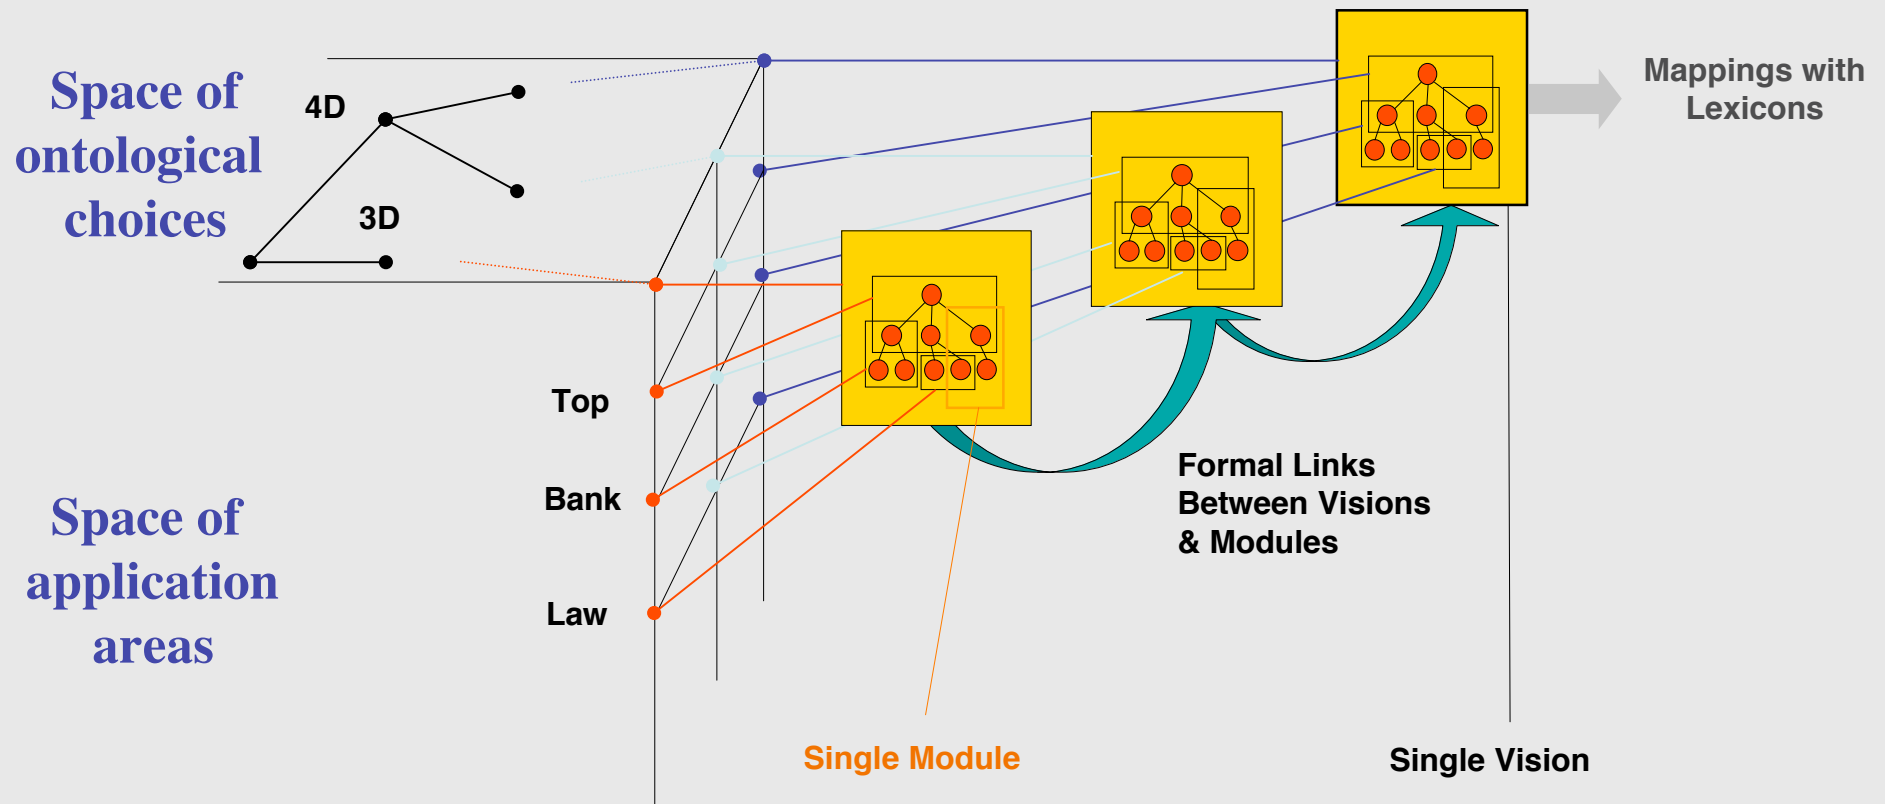 Space of
ontological
choices
4D
3D
Mappings with
Lexicons
Top
Bank
Law
Space of
application
areas
Formal Links
Between Visions
& Modules
Single Module
Single Vision